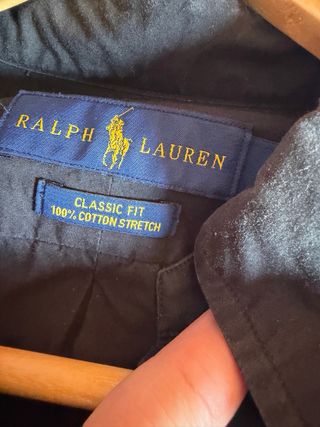 RALPH LAUREN
CLASSIC FIT
100% COTTON STRETCH